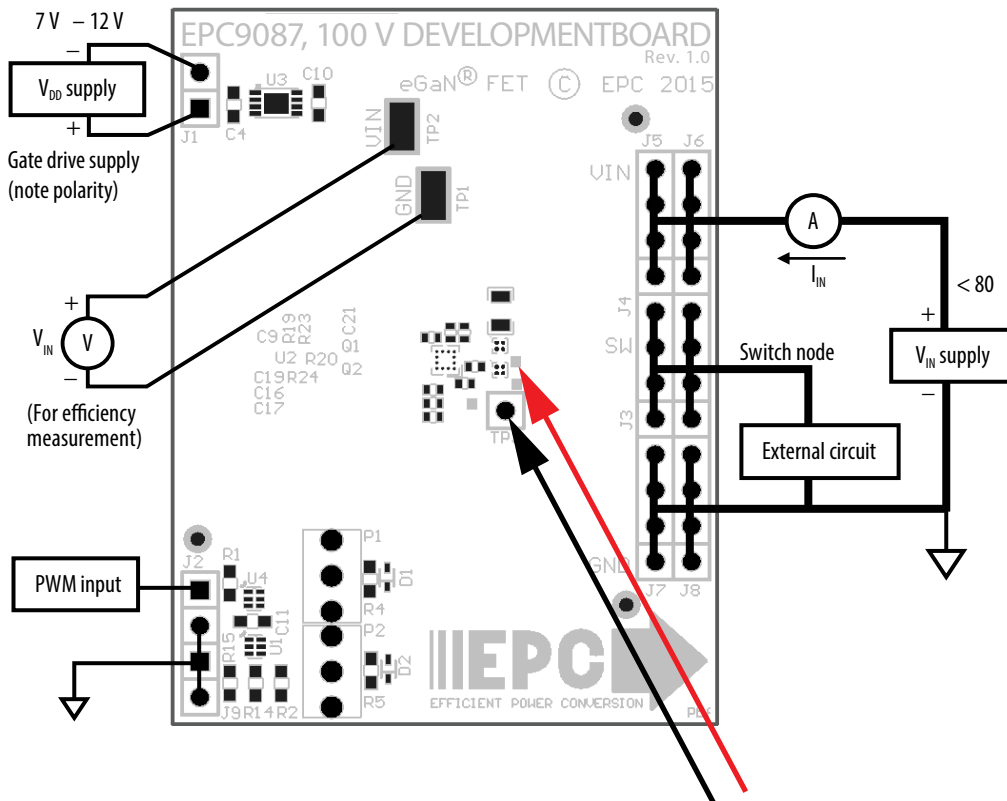 7 V – 12 V
–
V_DD supply
+
Gate drive supply
(note polarity)
EPC9087, 100 V DEVELOPMENTBOARD
Rev. 1.0
eGaN® FET © EPC 2015
U3
C10
C4
J1
VIN
TP2
GND
TP1
J5
J6
VIN
A
I_IN
< 80
+
V_IN supply
–
+
V_IN
V
–
(For efficiency
measurement)
C9
R19
R23
C21
Q1
U2
R20
Q2
C19
R24
C16
C17
J4
SW
J3
Switch node
External circuit
TP
GND
J7
J8
J2
R1
U4
PWM input
C11
R15
U1
J9
R14
R2
P1
D1
R4
P2
D2
R5
EPC
EFFICIENT POWER CONVERSION